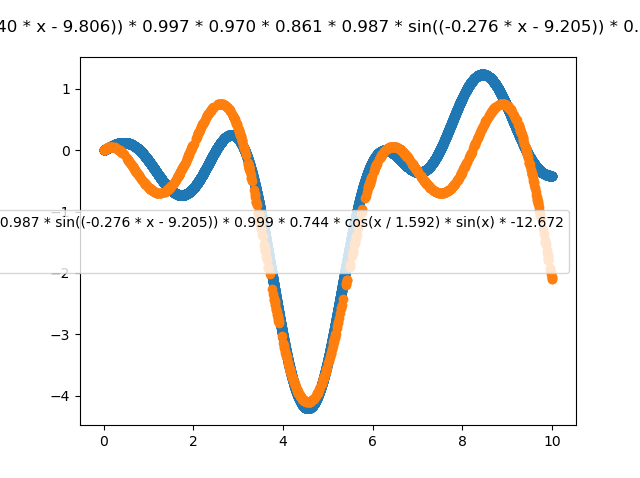 40 * x - 9.806)) * 0.997 * 0.970 * 0.861 * 0.987 * sin((-0.276 * x - 9.205)) * 0.
1
0
-1
0.987 * sin((-0.276 * x - 9.205)) * 0.999 * 0.744 * cos(x / 1.592) * sin(x) * -12.672
−2
−3
−4
0 2 4 6 8 10